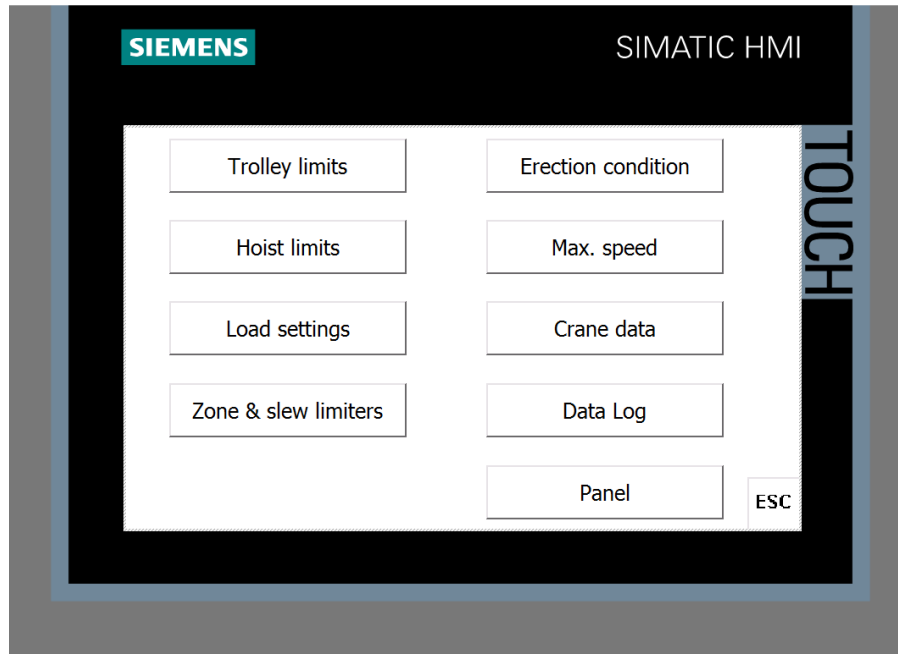 SIEMENS
SIMATIC HMI
TOUCH
Trolley limits
Erection condition
Hoist limits
Max. speed
Load settings
Crane data
Zone & slew limiters
Data Log
Panel
ESC